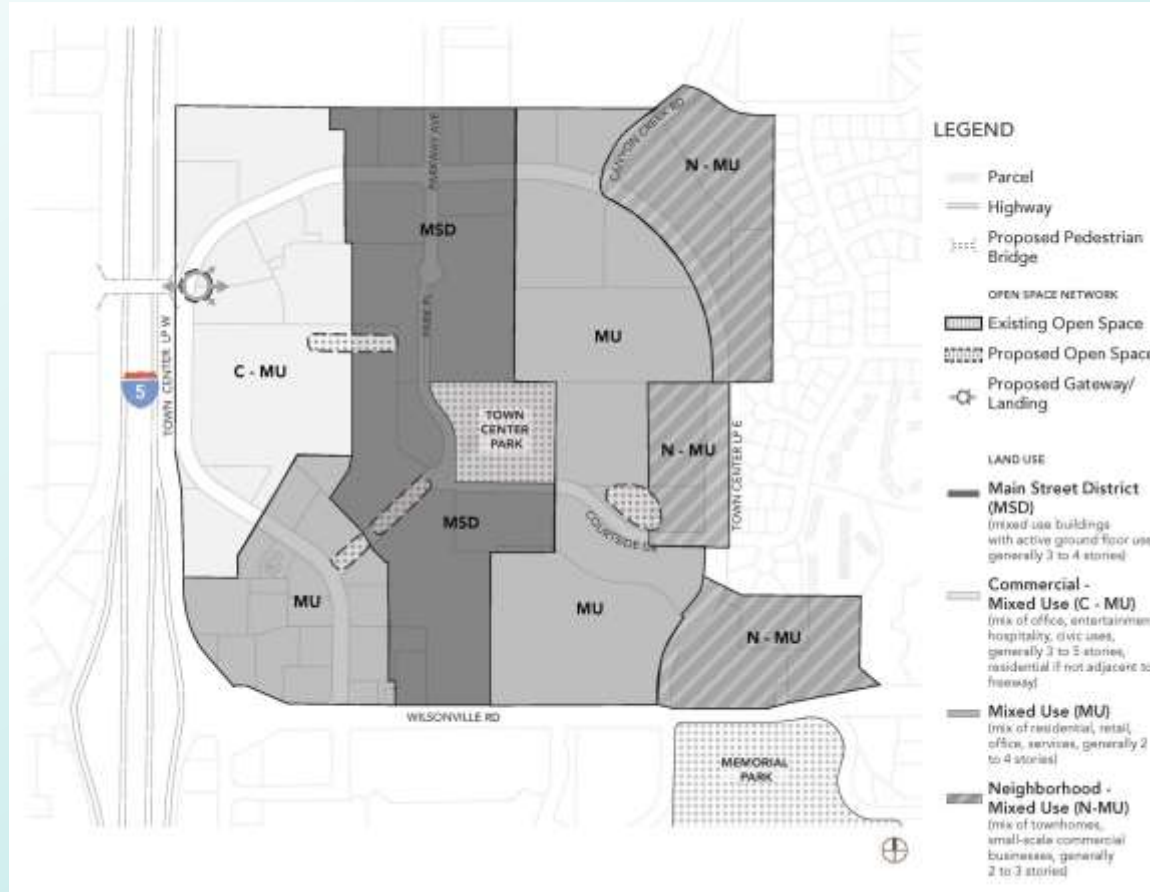 CANYON CREEK RD
PARKWAY AVE
N - MU
MSD
PARK PL
MU
C - MU
5
TOWN CENTER LP W
TOWN
CENTER
PARK
N - MU
TOWN CENTER LP E
MSD
COURTSIDE DR
MU
MU
N - MU
WILSONVILLE RD
MEMORIAL
PARK
LEGEND
Parcel
Highway
Proposed Pedestrian
Bridge
OPEN SPACE NETWORK
Existing Open Space
Proposed Open Space
Proposed Gateway/
Landing
LAND USE
Main Street District
(MSD)
(mixed use buildings
with active ground floor use
generally 3 to 4 stories)
Commercial -
Mixed Use (C - MU)
(mix of office, entertainmen
hospitality, civic uses,
generally 3 to 5 stories,
residential if not adjacent to
freeway)
Mixed Use (MU)
(mix of residential, retail,
office, services, generally 2
to 4 stories)
Neighborhood -
Mixed Use (N-MU)
(mix of townhomes,
small-scale commercial
businesses, generally
2 to 3 stories)